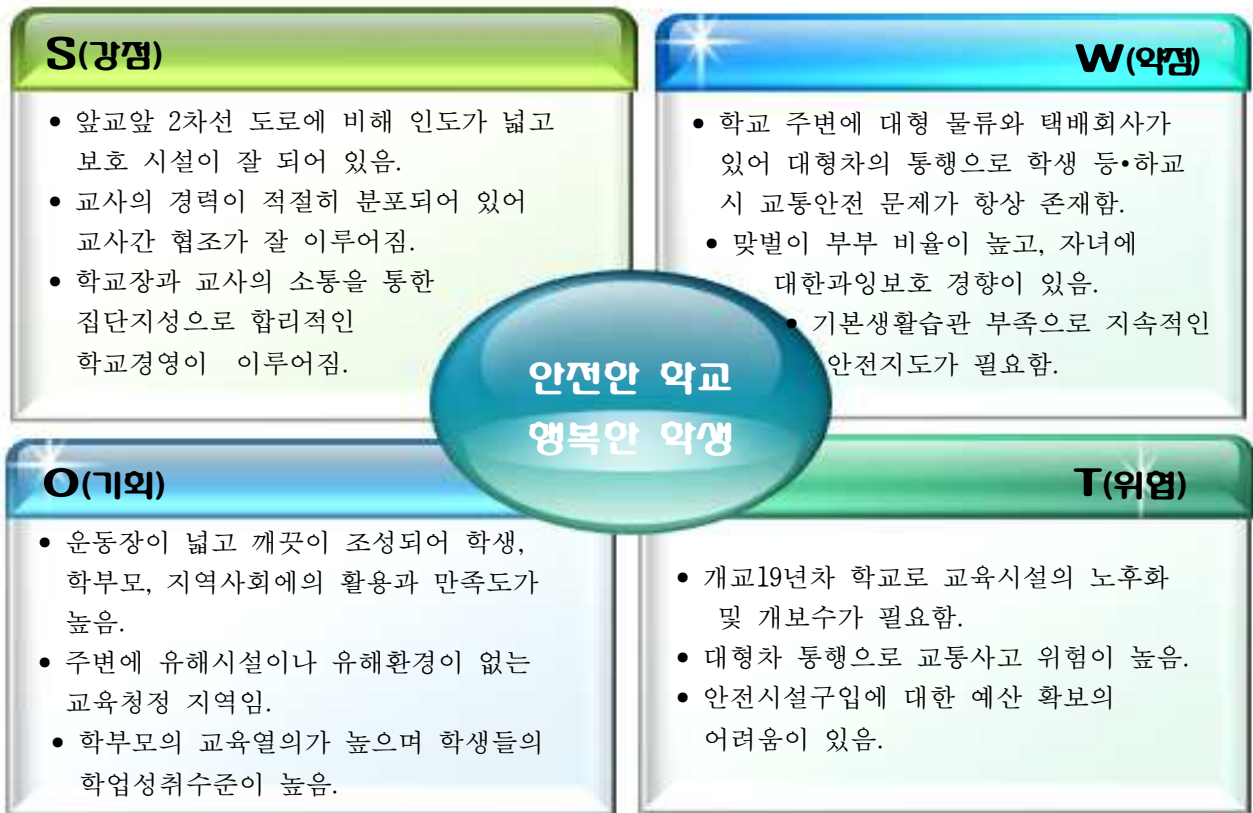 S(강점)
• 앞교앞 2차선 도로에 비해 인도가 넓고
보호 시설이 잘 되어 있음.
• 교사의 경력이 적절히 분포되어 있어
교사간 협조가 잘 이루어짐.
• 학교장과 교사의 소통을 통한
집단지성으로 합리적인
학교경영이 이루어짐.
W(약점)
• 학교 주변에 대형 물류와 택배회사가
있어 대형차의 통행으로 학생 등•하교
시 교통안전 문제가 항상 존재함.
• 맞벌이 부부 비율이 높고, 자녀에
대한과잉보호 경향이 있음.
• 기본생활습관 부족으로 지속적인
안전지도가 필요함.
안전한 학교
행복한 학생
O(기회)
• 운동장이 넓고 깨끗이 조성되어 학생,
학부모, 지역사회에의 활용과 만족도가
높음.
• 주변에 유해시설이나 유해환경이 없는
교육청정 지역임.
• 학부모의 교육열의가 높으며 학생들의
학업성취수준이 높음.
T(위협)
• 개교19년차 학교로 교육시설의 노후화
및 개보수가 필요함.
• 대형차 통행으로 교통사고 위험이 높음.
• 안전시설구입에 대한 예산 확보의
어려움이 있음.